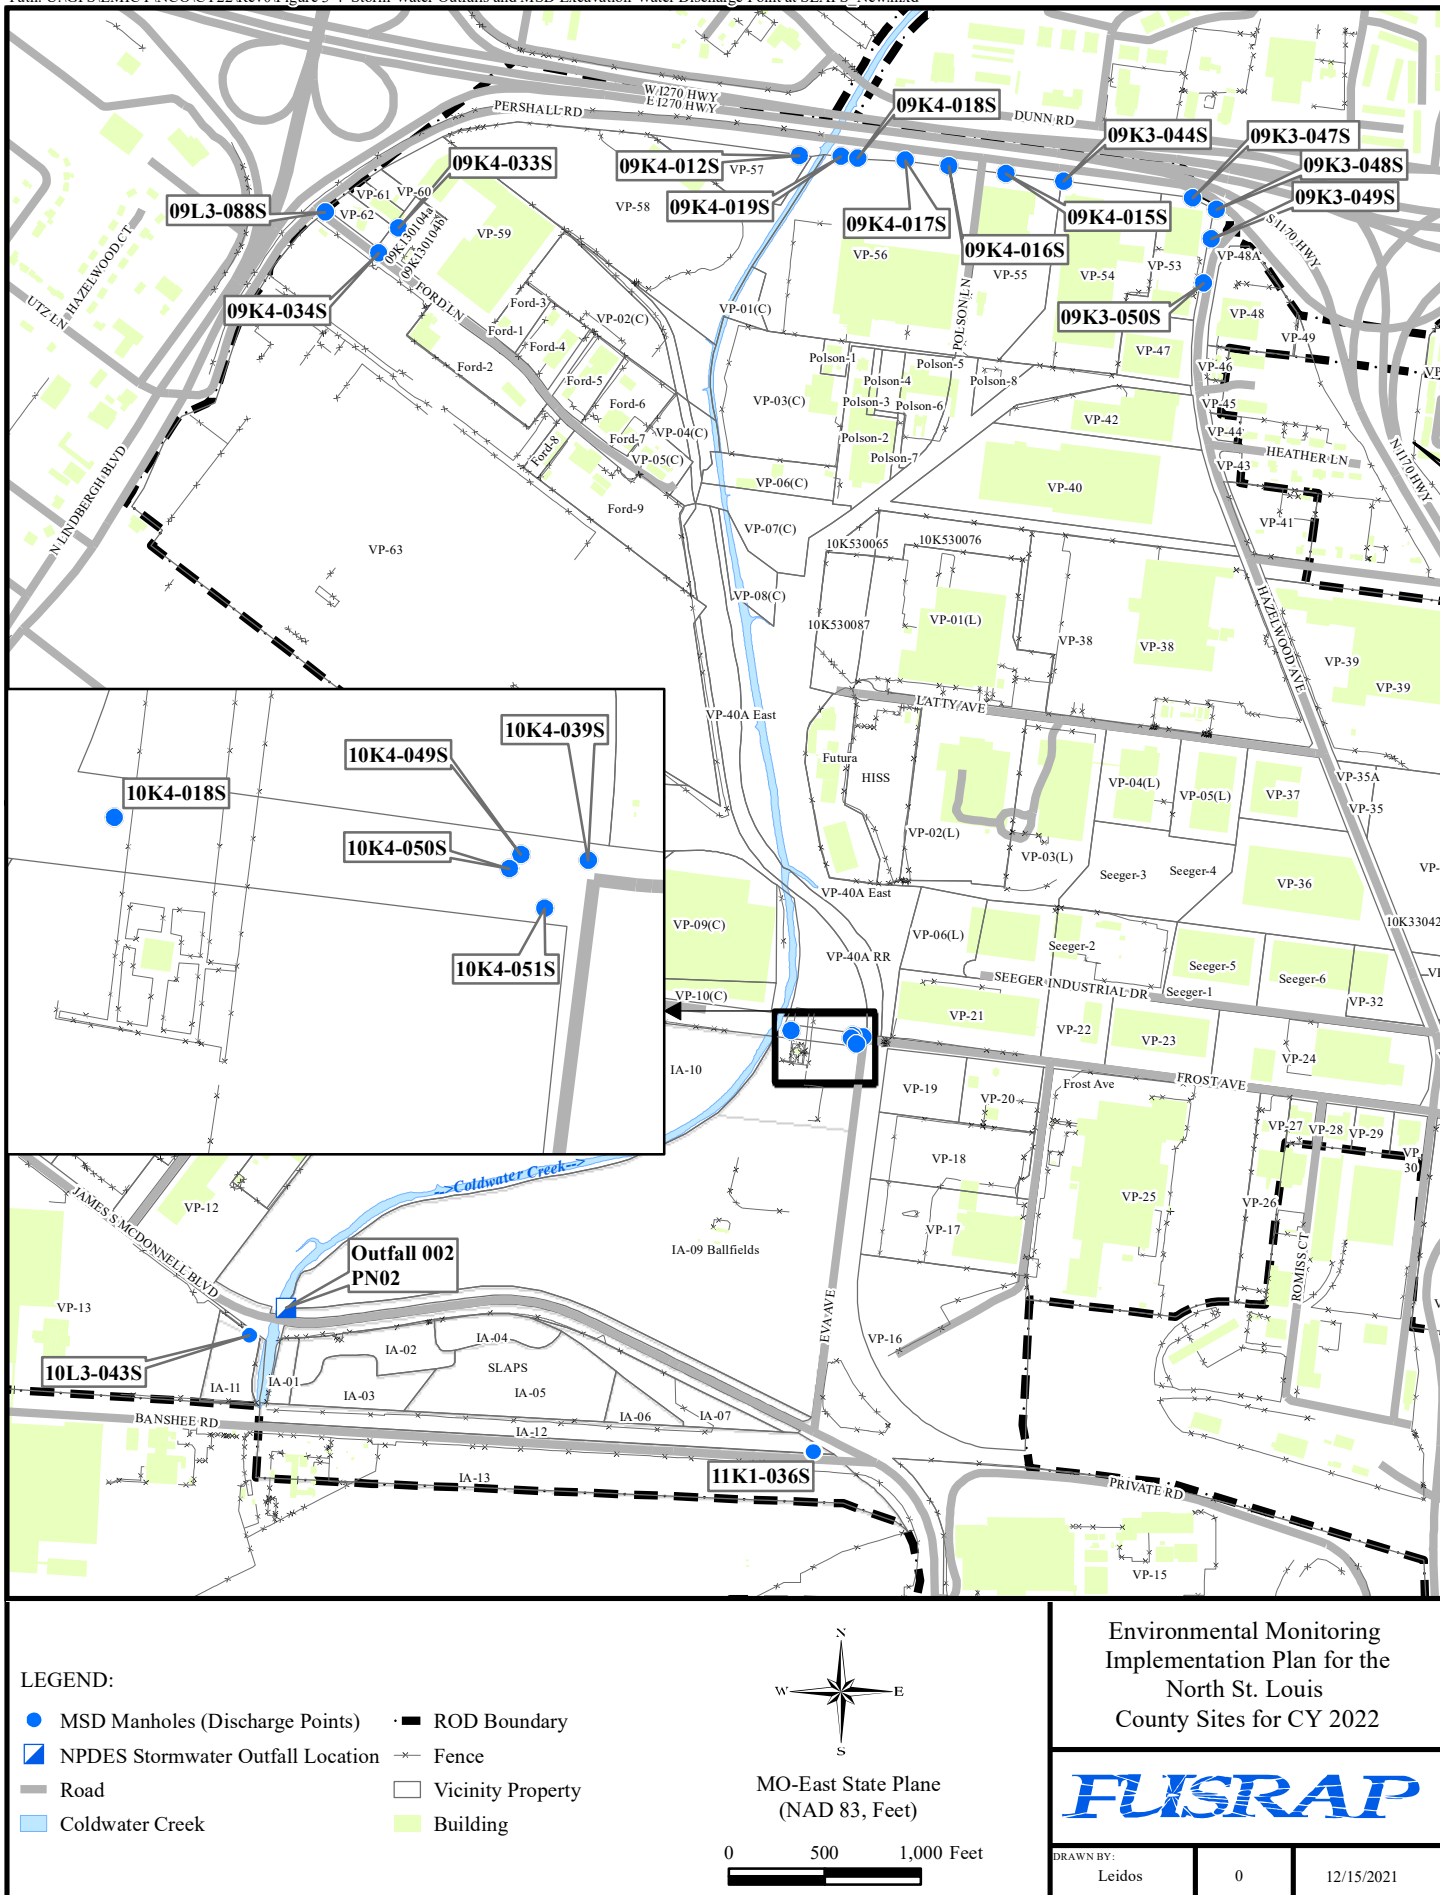 W I270 HWY
E I270 HWY
PERSHALL RD
DUNN RD
09K4-018S
09K3-044S
09K3-047S
09K4-033S
09K4-012S
VP-57
09K3-048S
09K3-049S
VP-61
VP-60
VP-62
09L3-088S
VP-58
09K4-019S
09K4-017S
09K4-015S
09K4-016S
S I170 HWY
09K130104a
09K130104b
VP-59
VP-56
VP-55
VP-54
VP-53
VP-48A
HAZELWOOD CT
UTZ LN
09K4-034S
FORD LN
Ford-3
VP-02(C)
VP-01(C)
POLSON LN
09K3-050S
VP-48
VP-49
Ford-1
Ford-4
Ford-2
Polson-1
Polson-5
VP-47
VP-46
Ford-5
Polson-4
Polson-8
VP-03(C)
Polson-3
Polson-6
VP-45
Ford-6
VP-42
VP-44
Ford-7
VP-04(C)
Polson-2
Ford-8
VP-05(C)
Polson-7
HEATHER LN
VP-43
N LINDBERGH BLVD
N I170 HWY
VP-06(C)
VP-40
Ford-9
VP-07(C)
VP-41
VP-63
10K530065
10K530076
VP-08(C)
10K530087
VP-01(L)
VP-38
VP-38
HAZELWOOD AVE
VP-39
VP-39
LATTY AVE
VP-40A East
Futura
HISS
10K4-039S
10K4-049S
10K4-018S
10K4-050S
10K4-051S
VP-04(L)
VP-05(L)
VP-37
VP-35A
VP-35
VP-02(L)
VP-03(L)
Seeger-3
Seeger-4
VP-36
VP-40A East
VP-09(C)
VP-06(L)
Seeger-2
VP-40A RR
Seeger-5
Seeger-6
SEEGER INDUSTRIAL DR
Seeger-1
VP-10(C)
VP-32
VP-21
VP-22
VP-23
VP-24
IA-10
FROST AVE
Frost Ave
VP-19
VP-20
VP-27
VP-28
VP-29
VP
30
VP-18
Coldwater Creek-->
VP-25
VP-26
VP-12
JAMES S MCDONNELL BLVD
VP-17
IA-09 Ballfields
Outfall 002
PN02
ROMISS CT
VP-13
EVA AVE
VP-16
10L3-043S
IA-04
IA-02
SLAPS
IA-01
IA-11
IA-03
IA-05
IA-06
IA-07
BANSHEE RD
IA-12
IA-13
11K1-036S
PRIVATE RD
VP-15
LEGEND:
MSD Manholes (Discharge Points)
NPDES Stormwater Outfall Location
Road
Coldwater Creek
ROD Boundary
Fence
Vicinity Property
Building
N
W E
S
MO-East State Plane
(NAD 83, Feet)
0 500 1,000 Feet
Environmental Monitoring
Implementation Plan for the
North St. Louis
County Sites for CY 2022
FUSRAP
DRAWN BY:
Leidos
0
12/15/2021